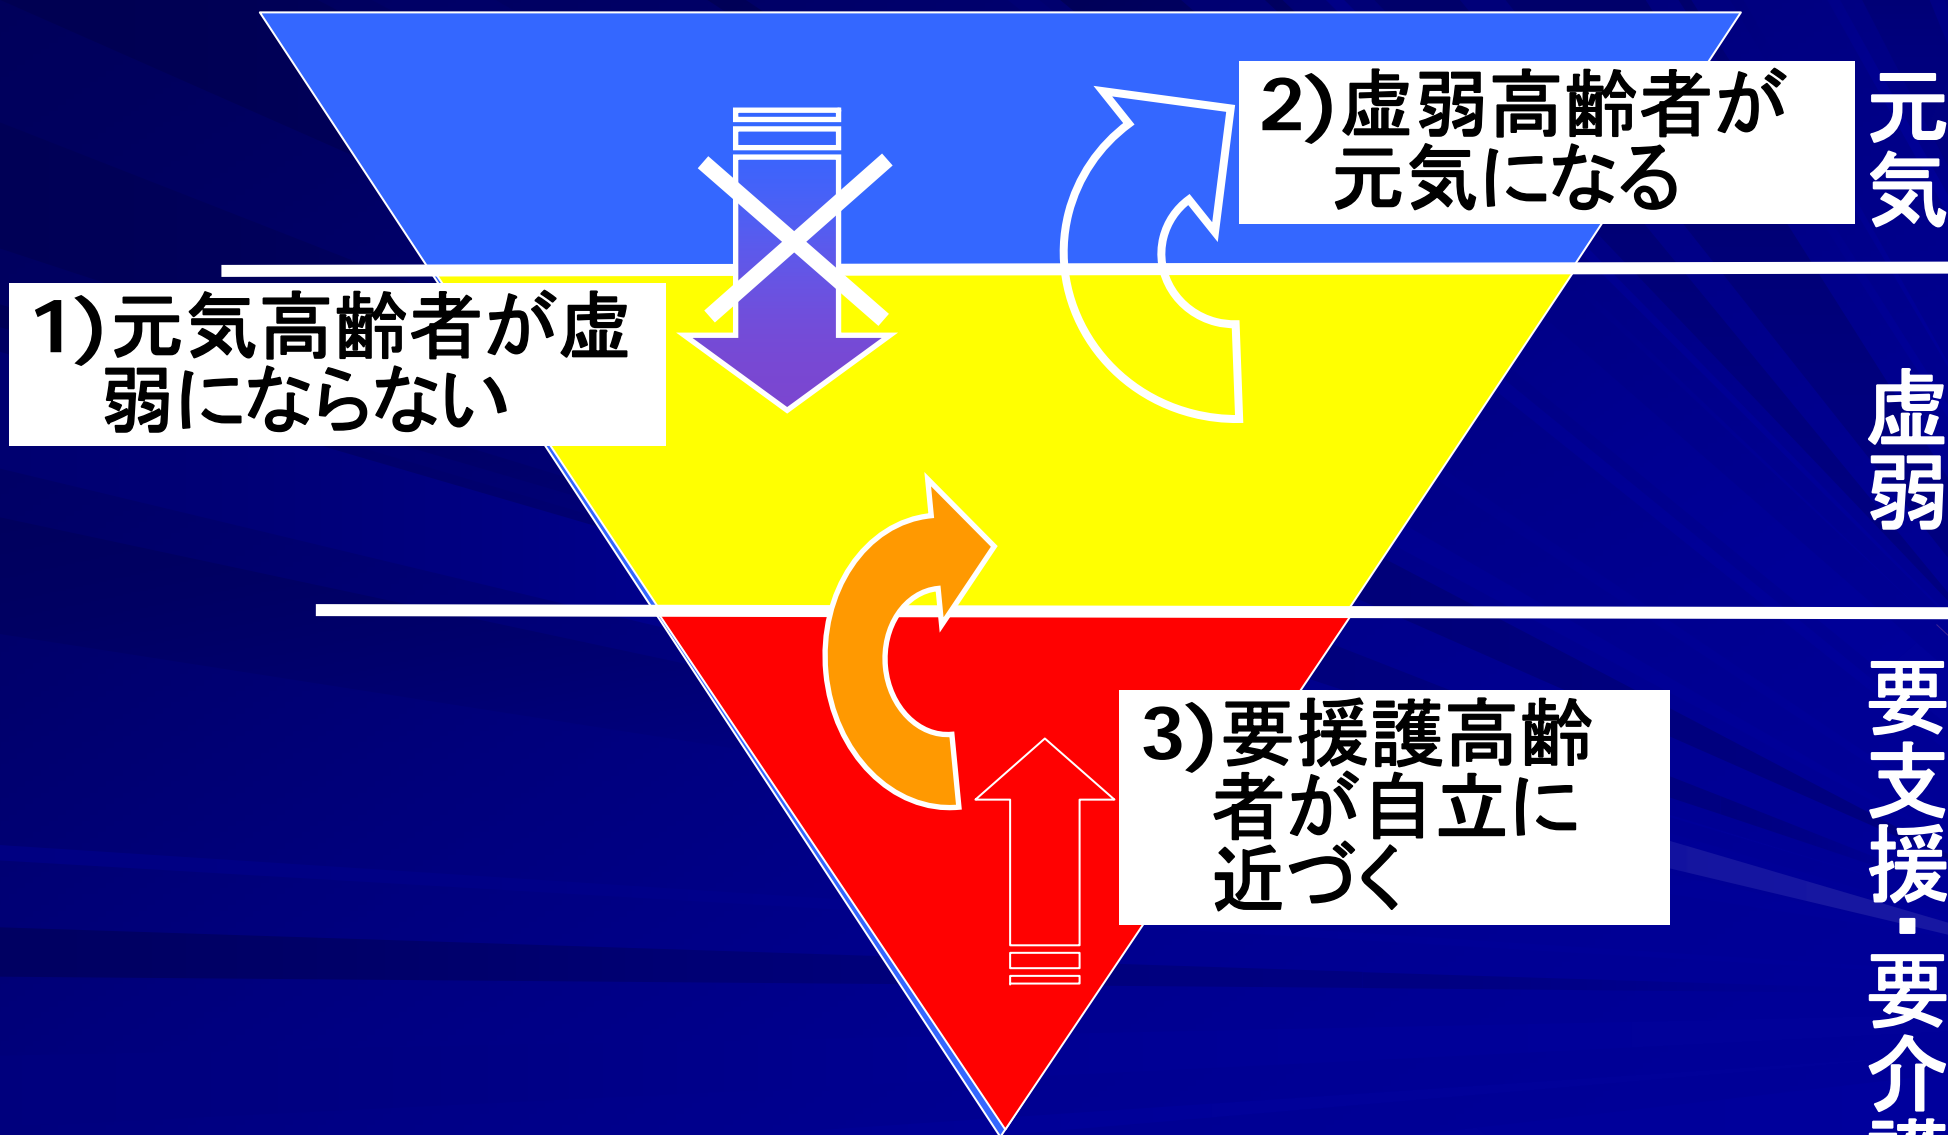 2)虚弱高齢者が
元気になる
元気
1)元気高齢者が虚
弱にならない
虚弱
3)要援護高齢
者が自立に
近づく
要支援・要介護